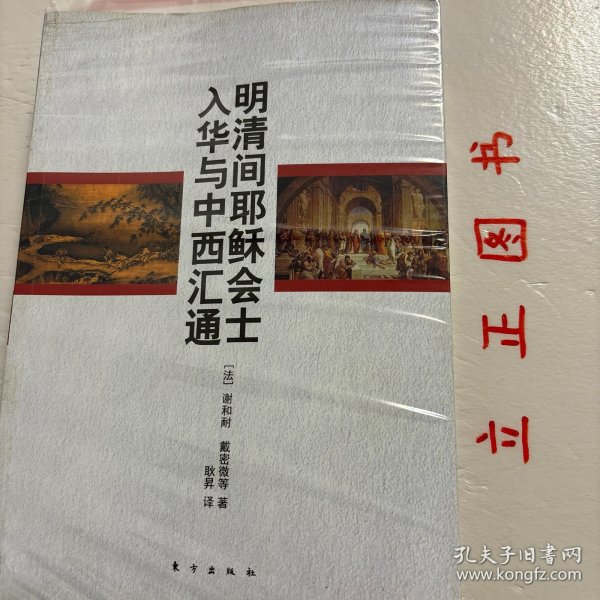 明清间耶稣会士
入华与中西汇通
[法] 谢和耐 戴密微等 著
耿昇 译
东方出版社
立正图书
孔夫子旧书网
www.kongfz.com